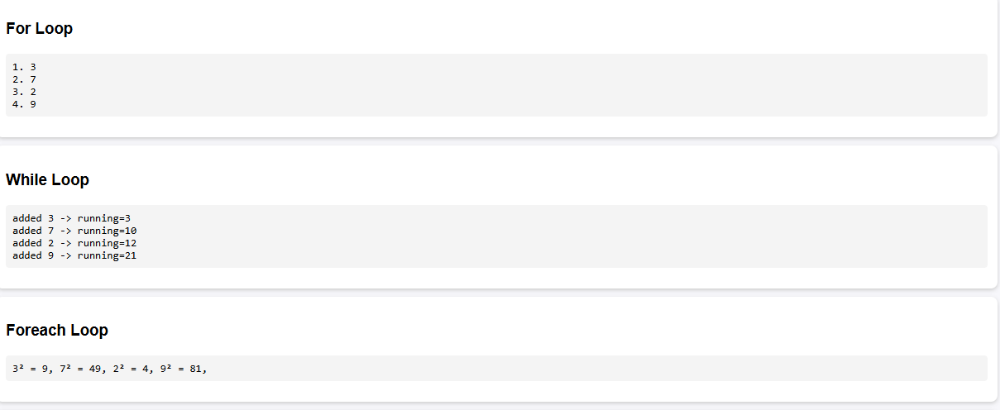 For Loop
1. 3
2. 7
3. 2
4. 9
While Loop
added 3 -> running=3
added 7 -> running=10
added 2 -> running=12
added 9 -> running=21
Foreach Loop
3² = 9, 7² = 49, 2² = 4, 9² = 81,